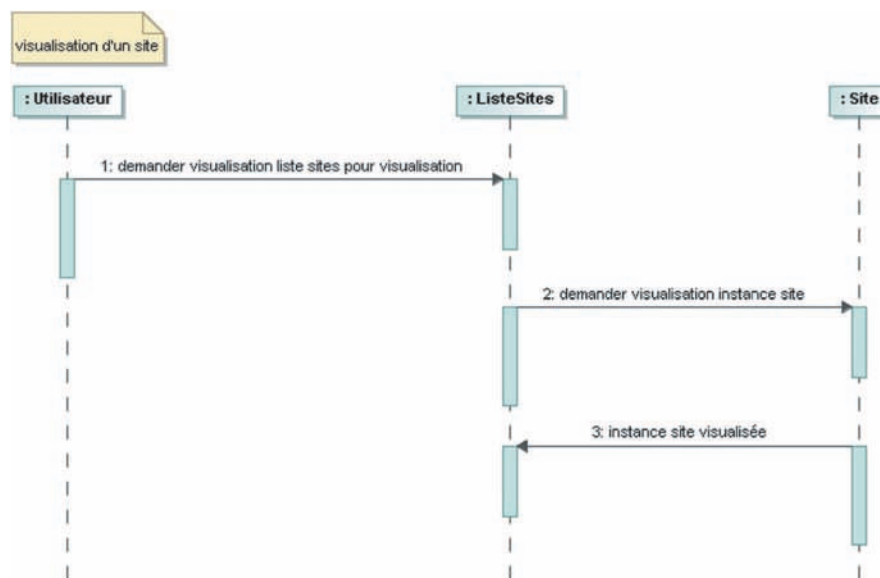 visualisation d'un site
: Utilisateur
: ListeSites
: Site
1: demander visualisation liste sites pour visualisation
2: demander visualisation instance site
3: instance site visualisée